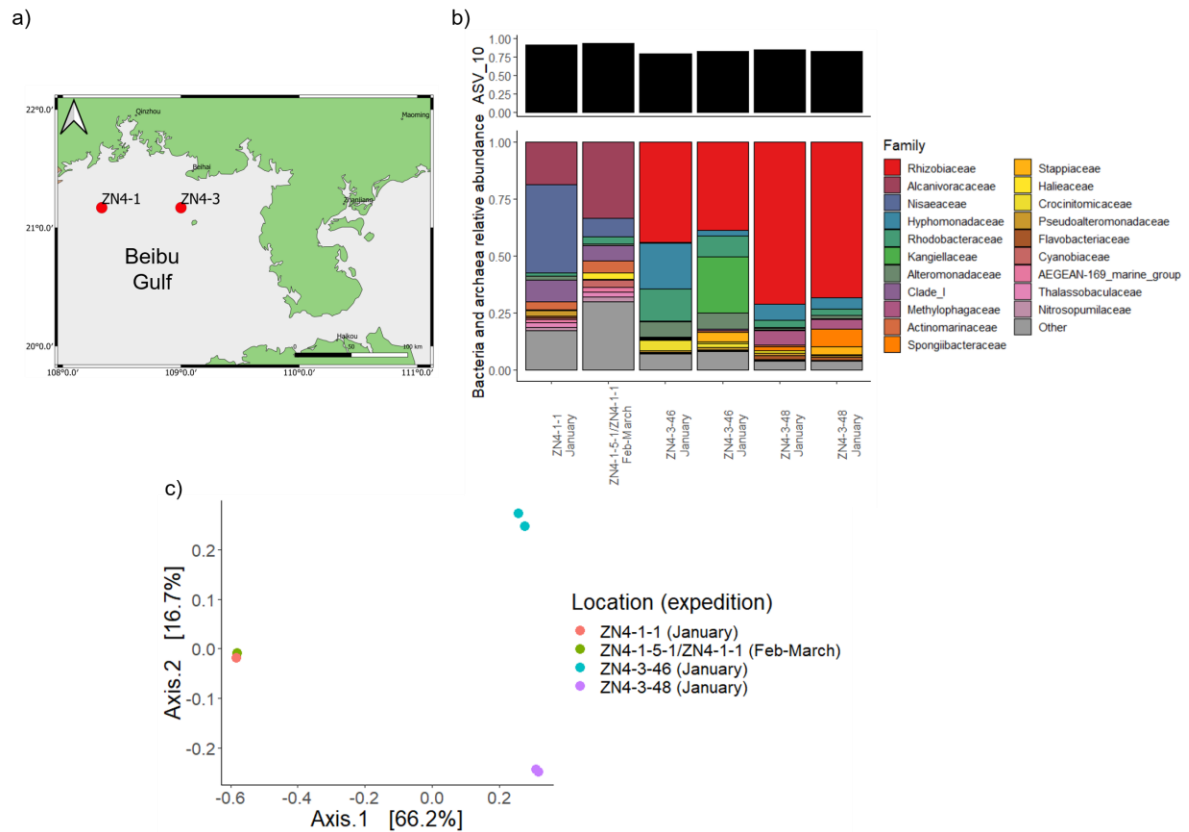 a)
22°0.0'
21°0.0'
20°0.0'
108°0.0'
109°0.0'
110°0.0'
111°0.0'
Qinzhou
Maoming
Beihai
ZN4-1
ZN4-3
Zhanjiang
Beibu
Gulf
Haikou
0
50
100 km
b)
ASV_10
1.00
0.75
0.50
0.25
0.00
Bacteria and archaea relative abundance
1.00
0.75
0.50
0.25
0.00
ZN4-1-1
January
ZN4-1-5-1/ZN4-1-1
Feb-March
ZN4-3-46
January
ZN4-3-46
January
ZN4-3-48
January
ZN4-3-48
January
Family
Rhizobiaceae
Alcanivoracaceae
Nisaeaceae
Hyphomonadaceae
Rhodobacteraceae
Kangiellaceae
Alteromonadaceae
Clade_I
Methylophagaceae
Actinomarinaceae
Spongiibacteraceae
Stappiaceae
Halieaceae
Crocinitomicaceae
Pseudoalteromonadaceae
Flavobacteriaceae
Cyanobiaceae
AEGEAN-169_marine_group
Thalassobaculaceae
Nitrosopumilaceae
Other
c)
Axis.2 [16.7%]
0.2
0.1
0.0
-0.1
-0.2
-0.6
-0.4
-0.2
0.0
0.2
Axis.1 [66.2%]
Location (expedition)
ZN4-1-1 (January)
ZN4-1-5-1/ZN4-1-1 (Feb-March)
ZN4-3-46 (January)
ZN4-3-48 (January)